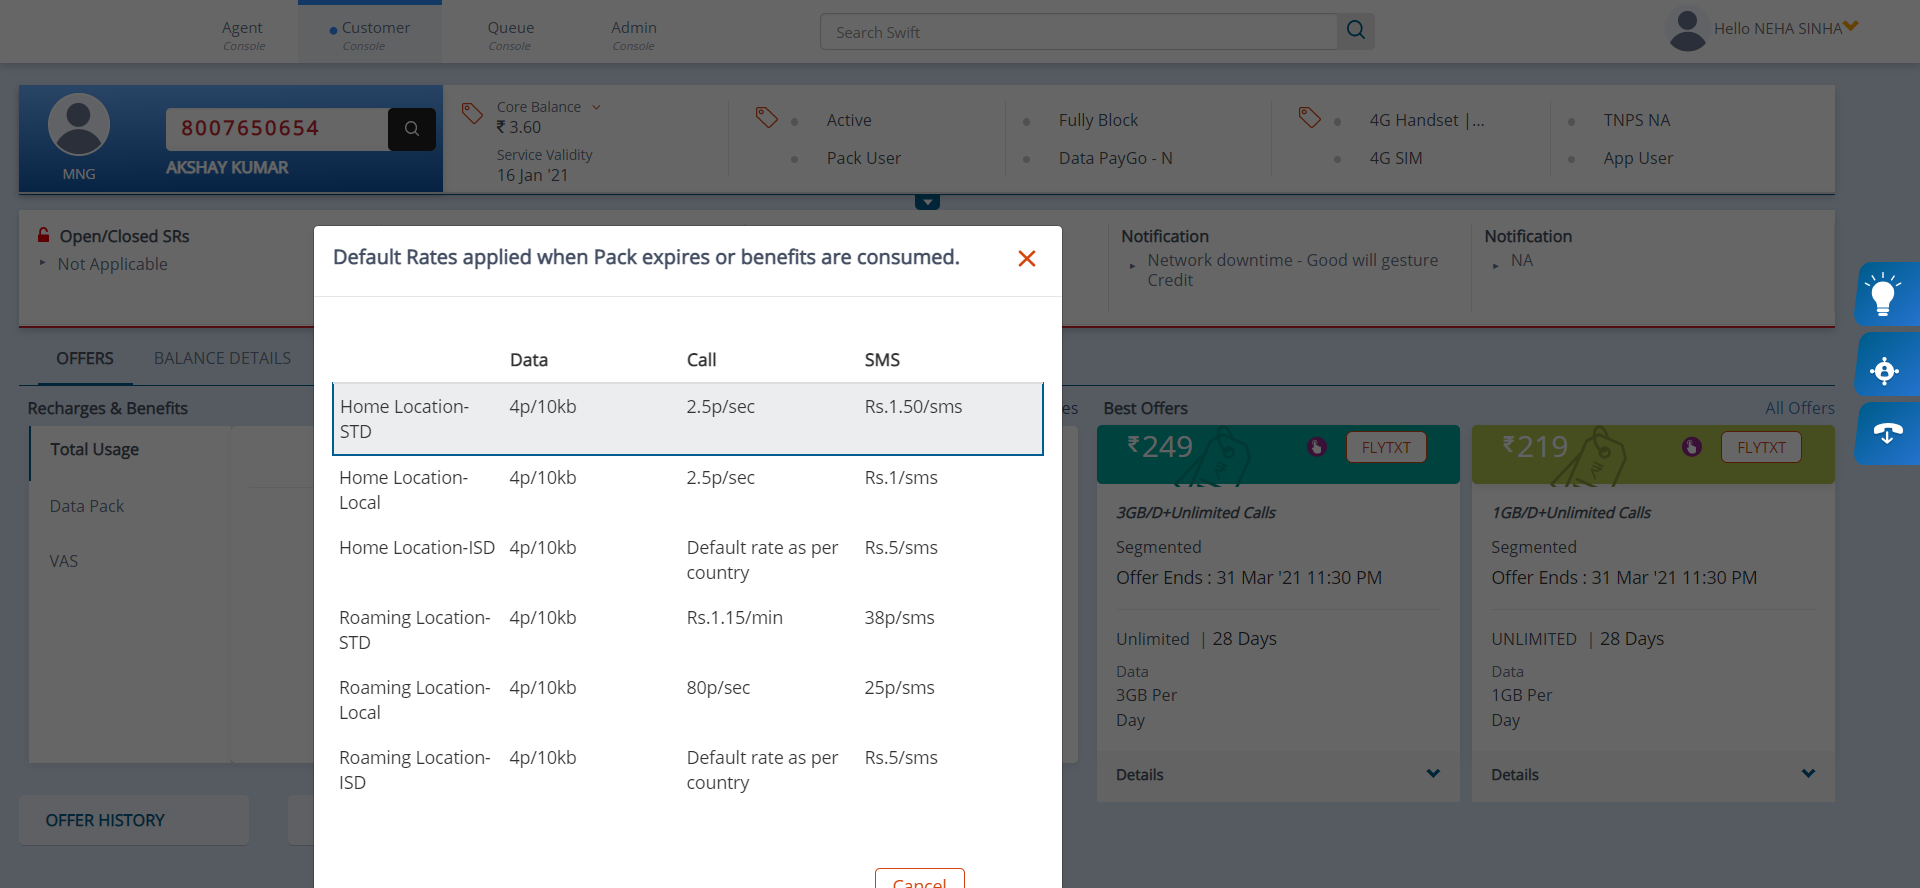 Agent
Console
Customer
Console
Queue
Console
Admin
Console
Search Swift
Hello NEHA SINHA
8007650654
MNG
AKSHAY KUMAR
Core Balance
₹ 3.60
Service Validity
16 Jan '21
Active
Pack User
Fully Block
Data PayGo - N
4G Handset |...
4G SIM
TNPS NA
App User
Open/Closed SRs
Not Applicable
Notification
Network downtime - Good will gesture
Credit
Notification
NA
OFFERS
BALANCE DETAILS
Recharges & Benefits
Total Usage
Data Pack
VAS
OFFER HISTORY
Default Rates applied when Pack expires or benefits are consumed.
Data Call SMS
Home Location- 4p/10kb 2.5p/sec Rs.1.50/sms
STD
Home Location- 4p/10kb 2.5p/sec Rs.1/sms
Local
Home Location-ISD 4p/10kb Default rate as per Rs.5/sms
country
Roaming Location- 4p/10kb Rs.1.15/min 38p/sms
STD
Roaming Location- 4p/10kb 80p/sec 25p/sms
Local
Roaming Location- 4p/10kb Default rate as per Rs.5/sms
ISD country
Cancel
es
Best Offers
All Offers
₹249
FLYTXT
3GB/D+Unlimited Calls
Segmented
Offer Ends : 31 Mar '21 11:30 PM
Unlimited | 28 Days
Data
3GB Per
Day
Details
₹219
FLYTXT
1GB/D+Unlimited Calls
Segmented
Offer Ends : 31 Mar '21 11:30 PM
UNLIMITED | 28 Days
Data
1GB Per
Day
Details